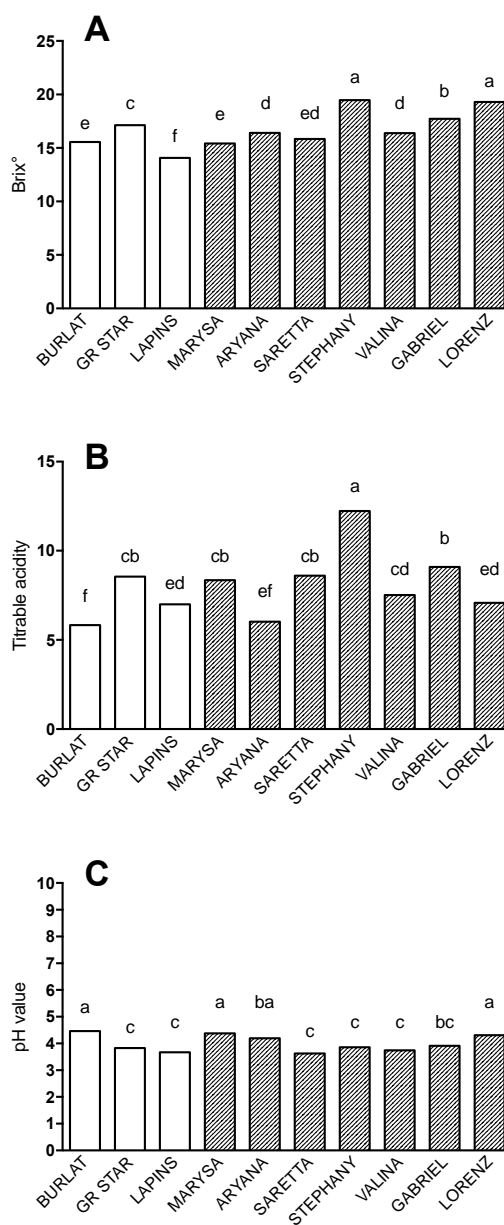 A
25
20
15
10
5
0
Brix°
e c f e d ed a d b a
BURLAT GR STAR LAPINS MARYSA ARYANA SARETTA STEPHANY VALINA GABRIEL LORENZ
B
15
10
5
0
Titrable acidity
f cb ed cb ef cb a cd b ed
BURLAT GR STAR LAPINS MARYSA ARYANA SARETTA STEPHANY VALINA GABRIEL LORENZ
C
10
9
8
7
6
5
4
3
2
1
0
pH value
a c c a ba c c c bc a
BURLAT GR STAR LAPINS MARYSA ARYANA SARETTA STEPHANY VALINA GABRIEL LORENZ